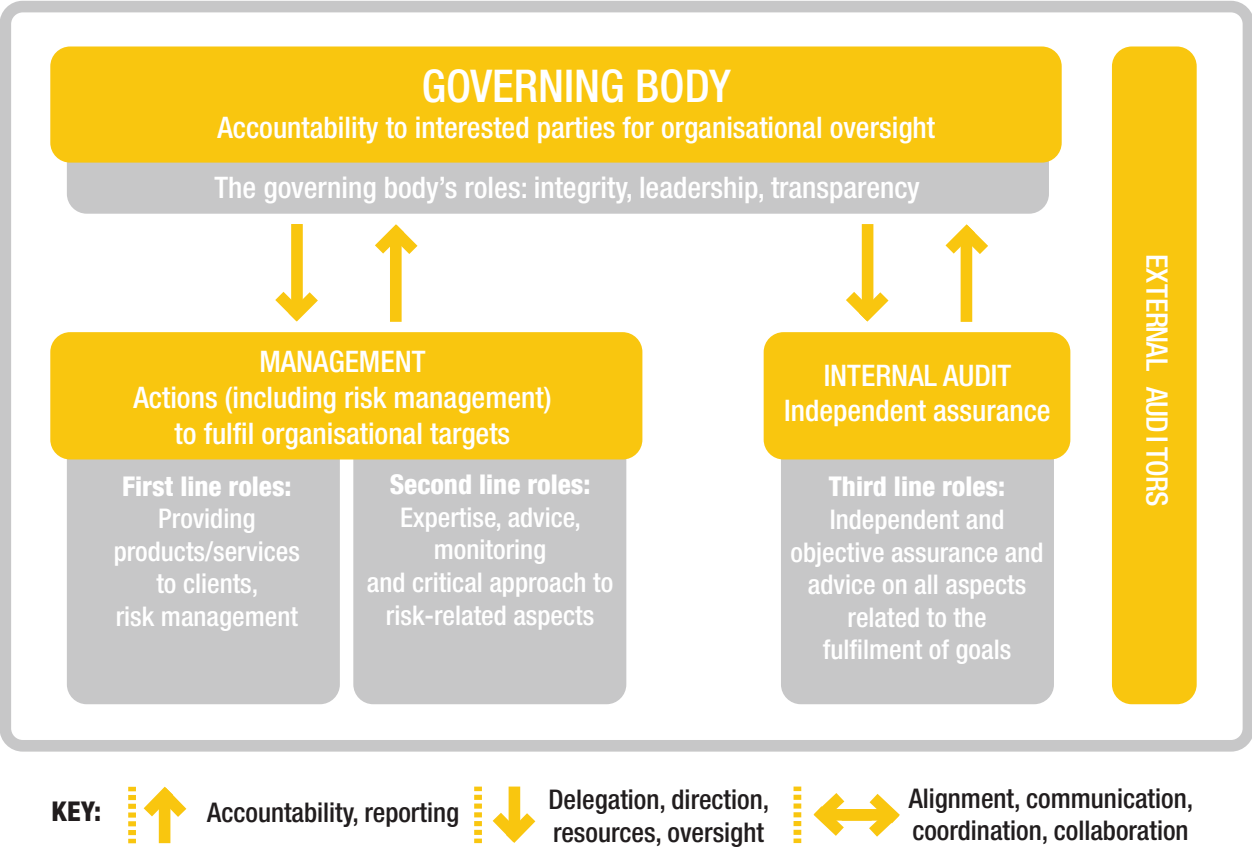 GOVERNING BODY
Accountability to interested parties for organisational oversight
The governing body's roles: integrity, leadership, transparency
MANAGEMENT
Actions (including risk management)
to fulfil organisational targets
First line roles:
Providing
products/services
to clients,
risk management
Second line roles:
Expertise, advice,
monitoring
and critical approach to
risk-related aspects
INTERNAL AUDIT
Independent assurance
Third line roles:
Independent and
objective assurance and
advice on all aspects
related to the
fulfilment of goals
EXTERNAL AUDITORS
KEY:
Accountability, reporting
Delegation, direction,
resources, oversight
Alignment, communication,
coordination, collaboration